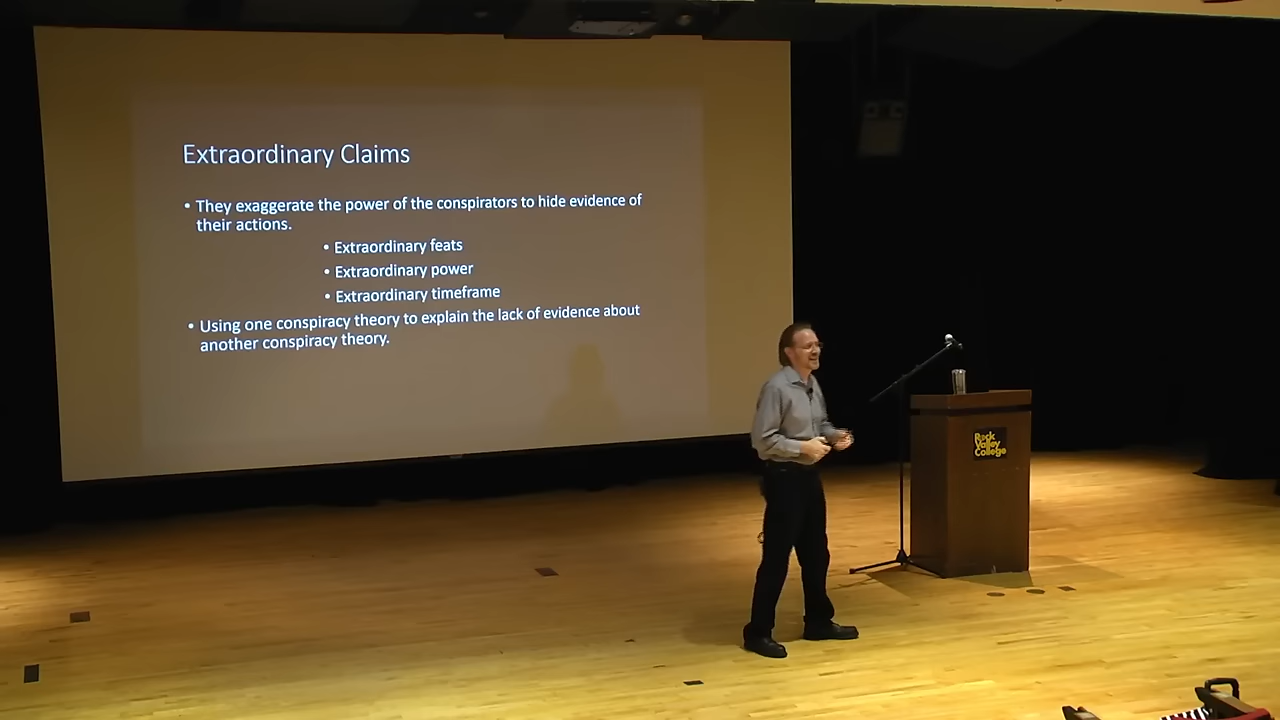 Extraordinary Claims
• They exaggerate the power of the conspirators to hide evidence of
their actions.
• Extraordinary feats
• Extraordinary power
• Extraordinary timeframe
• Using one conspiracy theory to explain the lack of evidence about
another conspiracy theory.
Rock
Valley
College